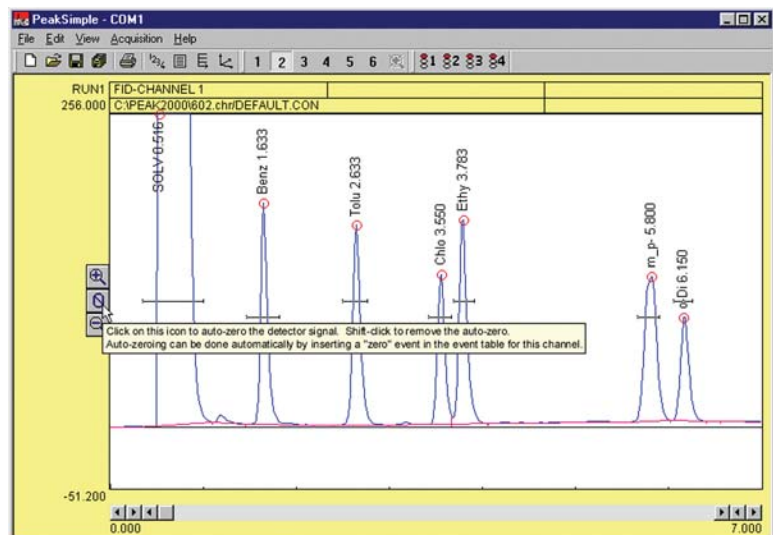 PeakSimple - COM1
File Edit View Acquisition Help
1 2 3 4 5 6 1 2 3 4
RUN1 FID-CHANNEL 1
256.000 C:\PEAK2000\602.chr/DEFAULT.CON
SOLV 0.516
Benz 1.633
Tolu 2.633
Chlo 3.550
Ethy 3.783
m_p- 5.800
o-Di 6.150
Click on this icon to auto-zero the detector signal. Shift-click to remove the auto-zero.
Auto-zeroing can be done automatically by inserting a "zero" event in the event table for this channel.
-51.200
0.000 7.000